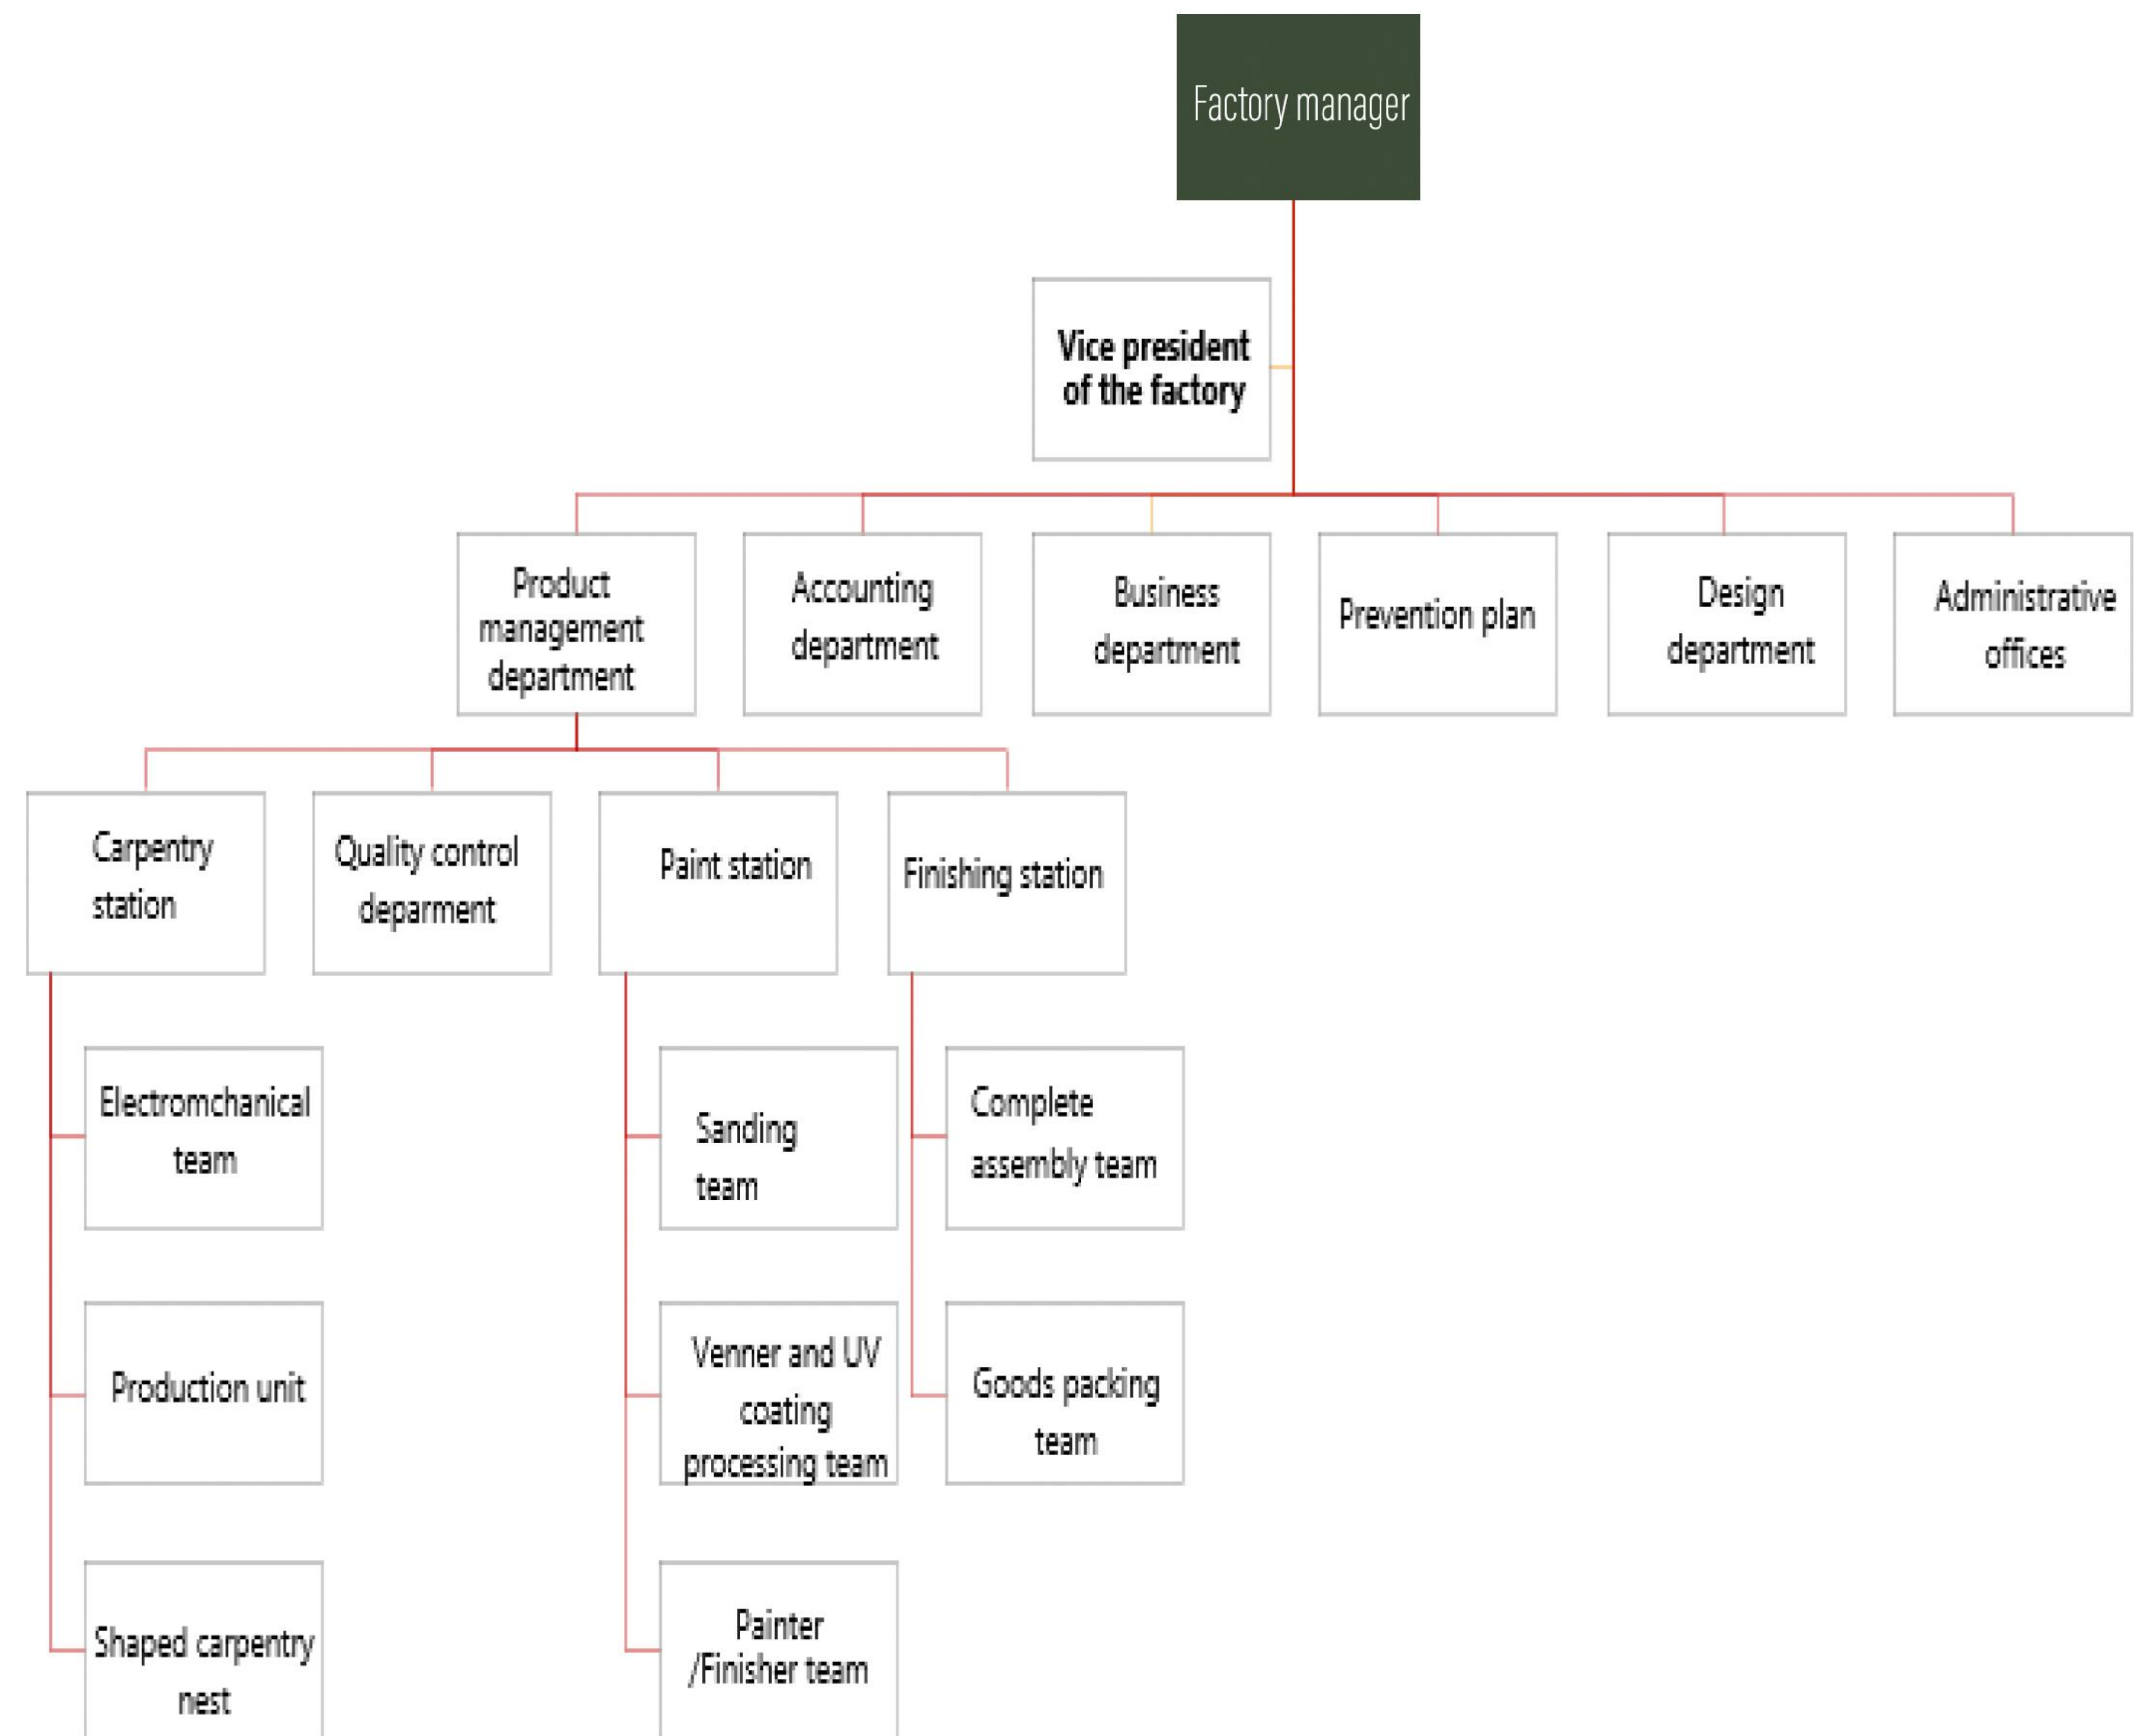 Factory manager
Vice president
of the factory
Product
management
department
Accounting
department
Business
department
Prevention plan
Design
department
Administrative
offices
Carpentry
station
Quality control
deparment
Paint station
Finishing station
Electromchanical
team
Sanding
team
Complete
assembly team
Production unit
Venner and UV
coating
processing team
Goods packing
team
Shaped carpentry
nest
Painter
/Finisher team